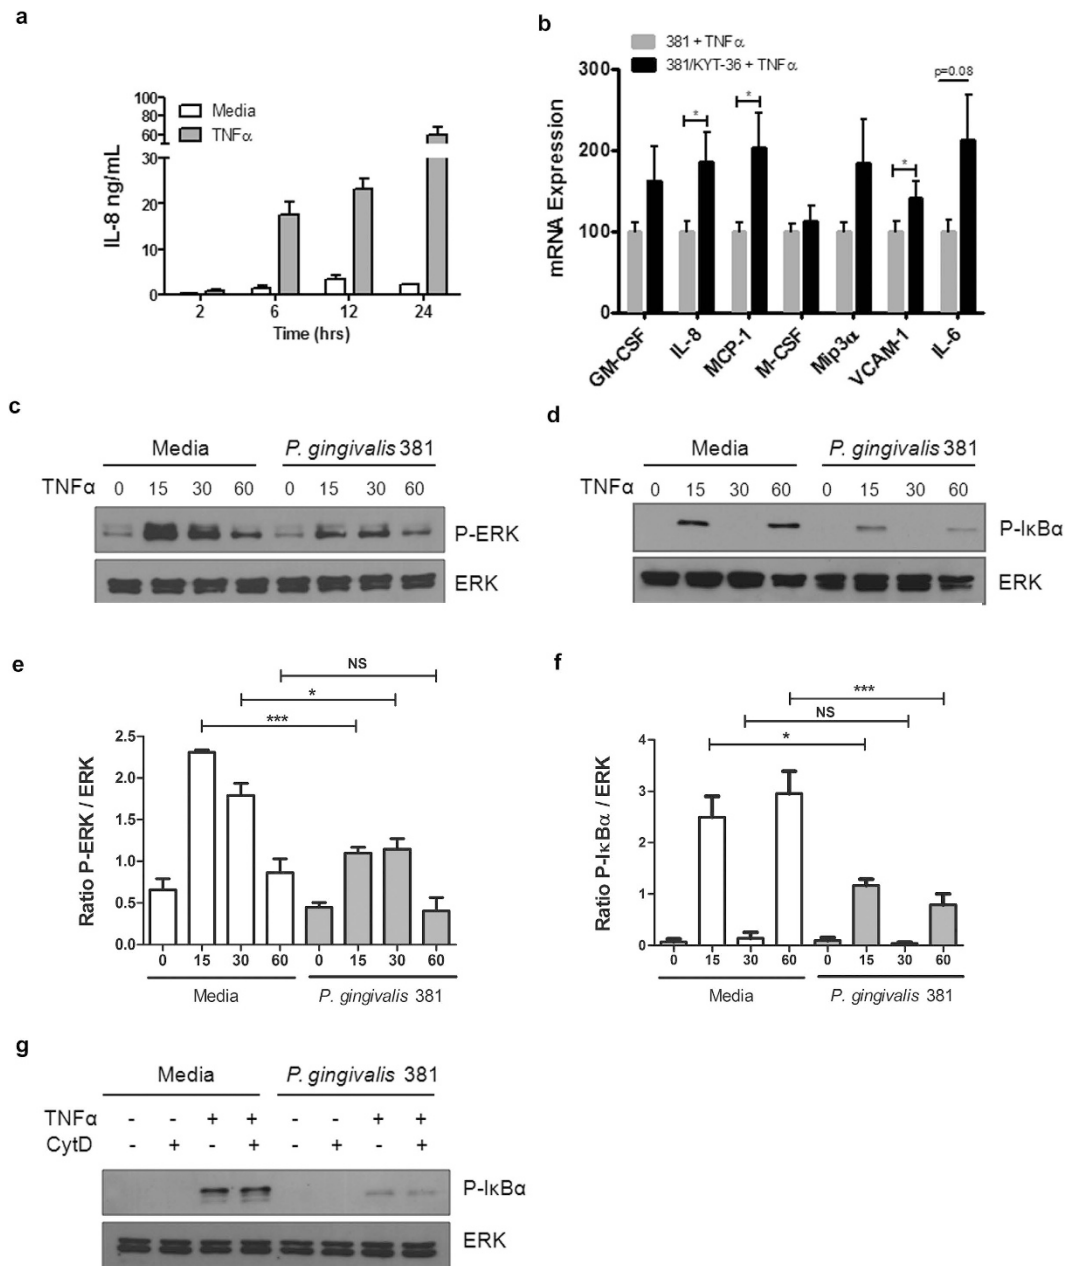 a
100
80
60
40
30
20
10
0
IL-8 ng/mL
Media
TNFα
2 6 12 24
Time (hrs)
b
381 + TNFα
381/KYT-36 + TNFα
300
200
100
0
mRNA Expression
* * * p=0.08
GM-CSF IL-8 MCP-1 M-CSF Mip3α VCAM-1 IL-6
c
Media P. gingivalis 381
TNFα 0 15 30 60 0 15 30 60
P-ERK
ERK
d
Media P. gingivalis 381
TNFα 0 15 30 60 0 15 30 60
P-IκBα
ERK
e
NS
*
***
2.5
2.0
1.5
1.0
0.5
0.0
Ratio P-ERK / ERK
0 15 30 60 0 15 30 60
Media P. gingivalis 381
f
***
NS
*
4
3
2
1
0
Ratio P-IκBα / ERK
0 15 30 60 0 15 30 60
Media P. gingivalis 381
g
Media P. gingivalis 381
TNFα - - + + - - + +
CytD - + - + - + - +
P-IκBα
ERK